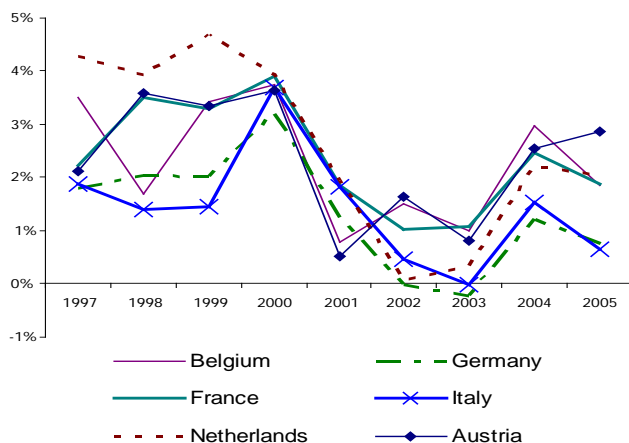 5%
4%
3%
2%
1%
0%
-1%
1997 1998 1999 2000 2001 2002 2003 2004 2005
Belgium Germany
France Italy
Netherlands Austria